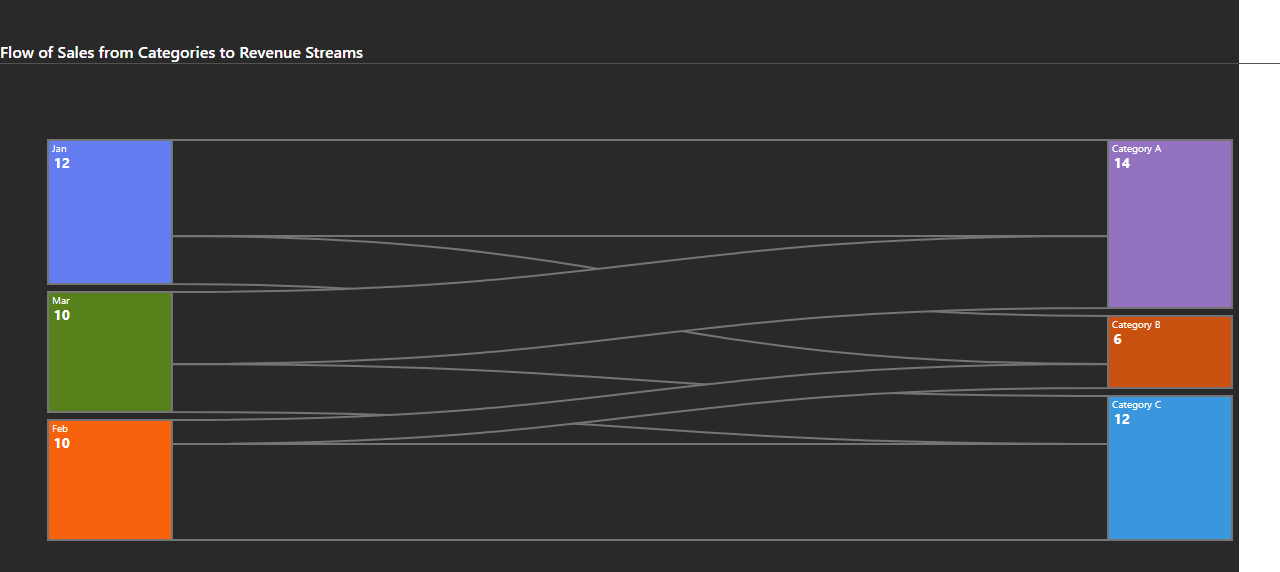 Flow of Sales from Categories to Revenue Streams
Jan
12
Mar
10
Feb
10
Category A
14
Category B
6
Category C
12